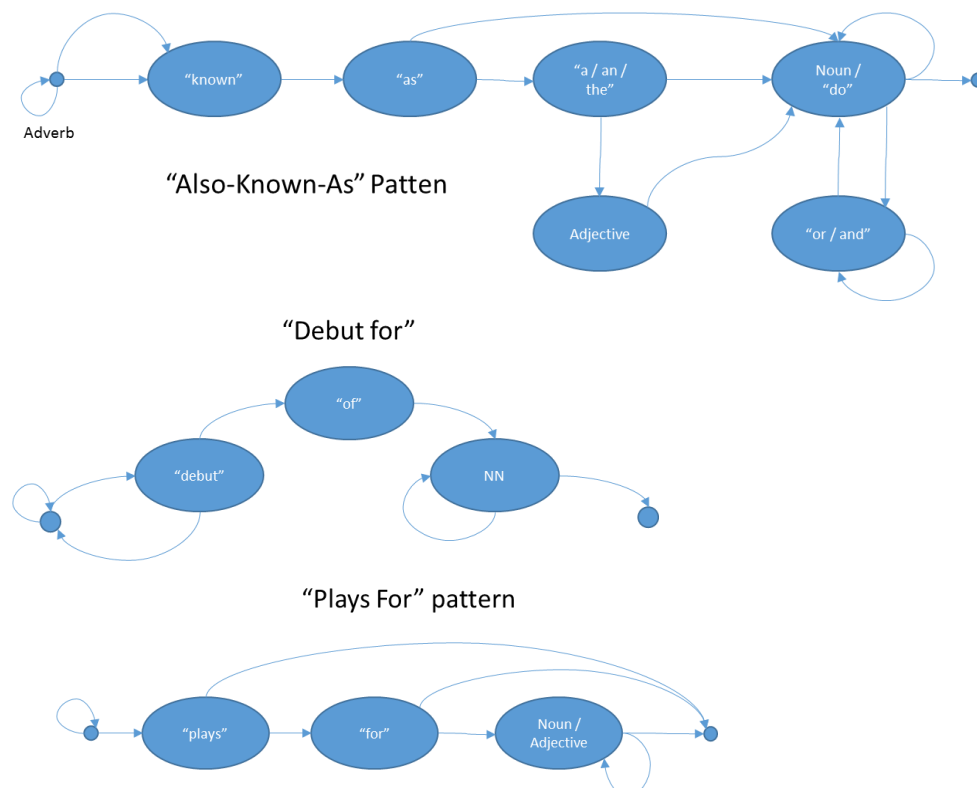 “known”
“as”
“a / an /
the”
Noun /
“do”
Adverb
“Also-Known-As” Patten
Adjective
“or / and”
“Debut for”
“of”
“debut”
NN
“Plays For” pattern
“plays”
“for”
Noun /
Adjective